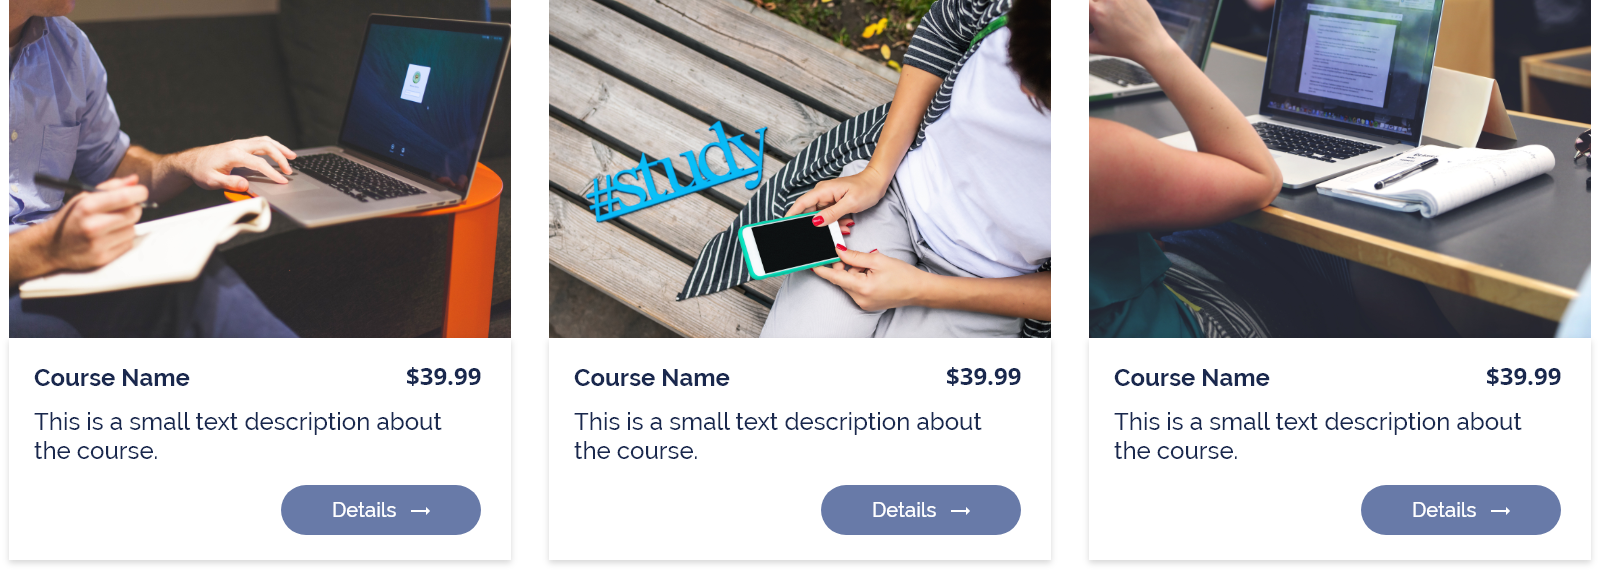 #study
Course Name $39.99
This is a small text description about
the course.
Details →
Course Name $39.99
This is a small text description about
the course.
Details →
Course Name $39.99
This is a small text description about
the course.
Details →